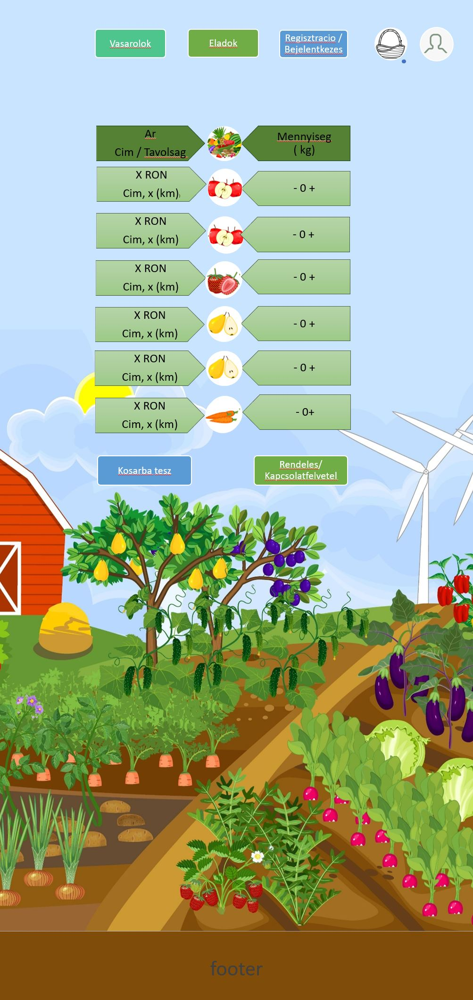 Vasarolok
Eladok
Regisztracio /
Bejelentkezes
Ar
Cim / Tavolsag
Mennyiseg
( kg)
X RON
Cim, x (km))
- 0 +
X RON
Cim, x (km)
- 0 +
X RON
Cim, x (km)
- 0 +
X RON
Cim, x (km)
- 0 +
X RON
Cim, x (km)
- 0 +
X RON
Cim, x (km)
- 0+
Kosarba tesz
Rendeles/
Kapcsolatfelvetel
footer